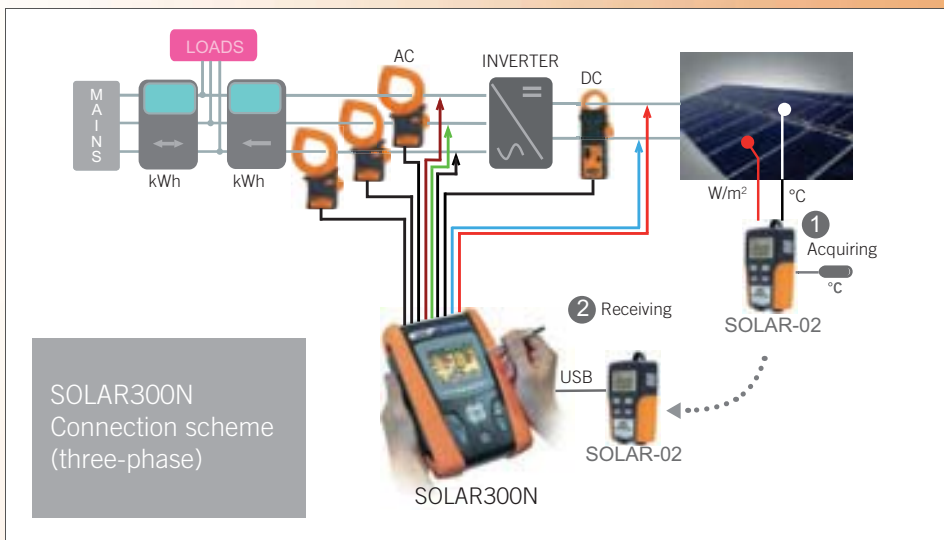 LOADS
MAINS
kWh
kWh
AC
INVERTER
DC
W/m²
°C
1
Acquiring
°C
SOLAR-02
2 Receiving
USB
SOLAR-02
SOLAR300N
SOLAR300N
Connection scheme
(three-phase)